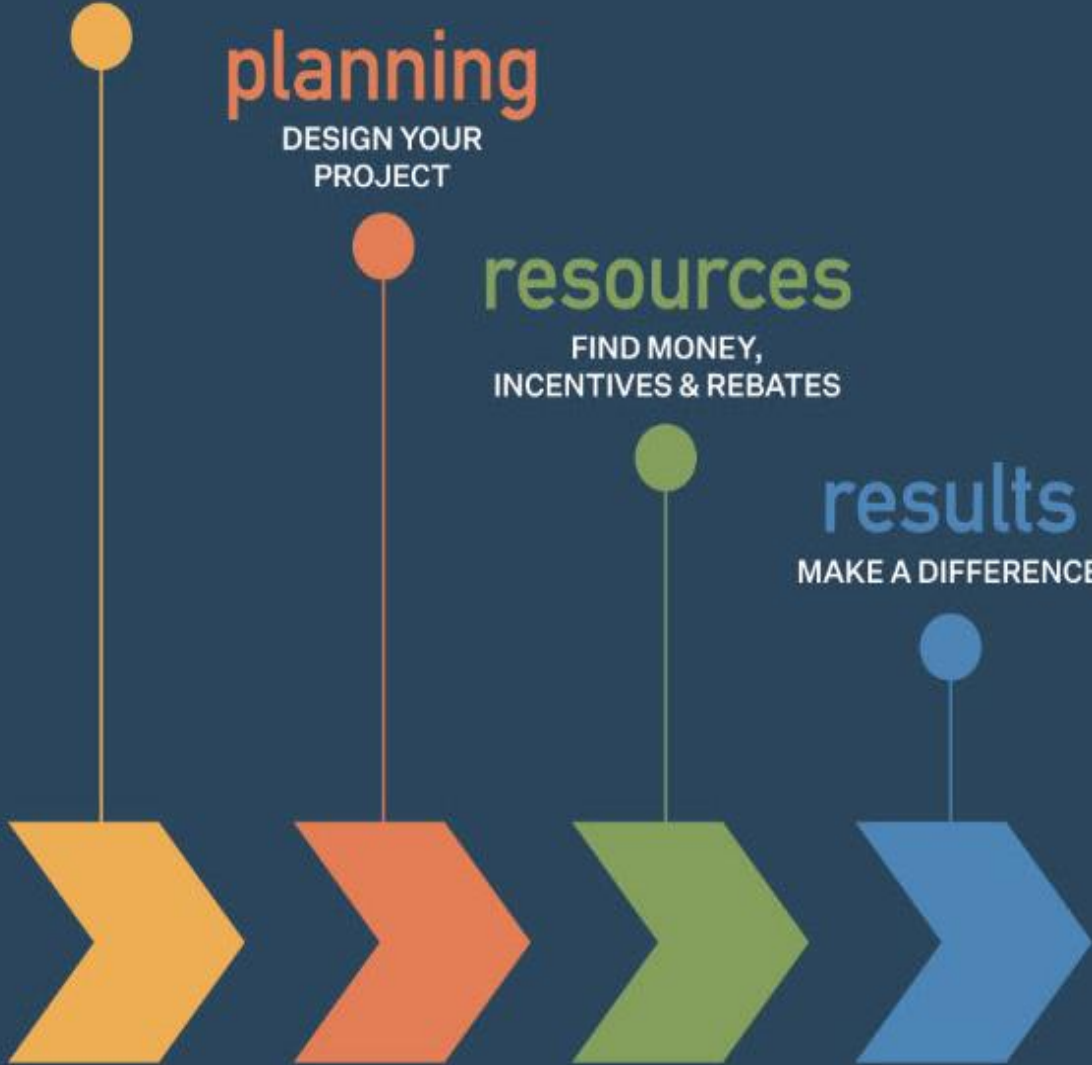 planning
DESIGN YOUR
PROJECT
resources
FIND MONEY,
INCENTIVES & REBATES
results
MAKE A DIFFERENCE